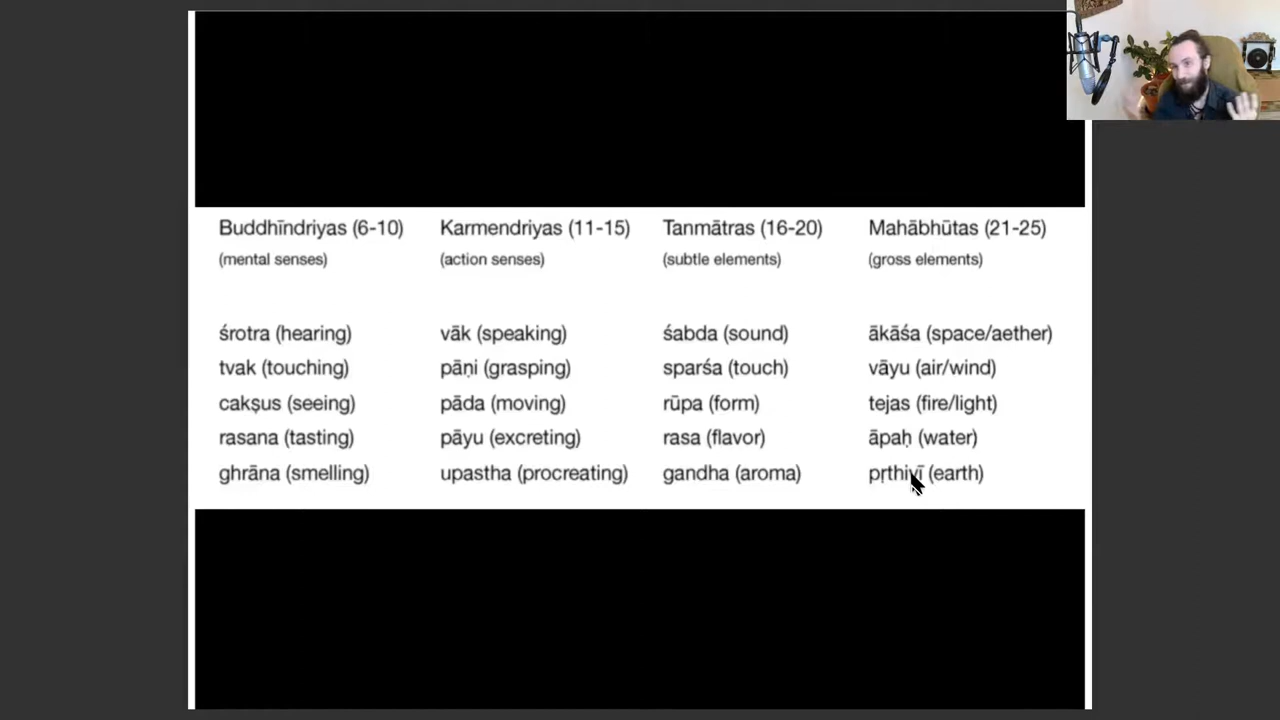 Buddhīndriyas (6-10) Karmendriyas (11-15) Tanmātras (16-20) Mahābhūtas (21-25)
(mental senses) (action senses) (subtle elements) (gross elements)
śrotra (hearing) vāk (speaking) śabda (sound) ākāśa (space/aether)
tvak (touching) pāṇi (grasping) sparśa (touch) vāyu (air/wind)
cakṣus (seeing) pāda (moving) rūpa (form) tejas (fire/light)
rasana (tasting) pāyu (excreting) rasa (flavor) āpaḥ (water)
ghrāna (smelling) upastha (procreating) gandha (aroma) pṛthivī (earth)